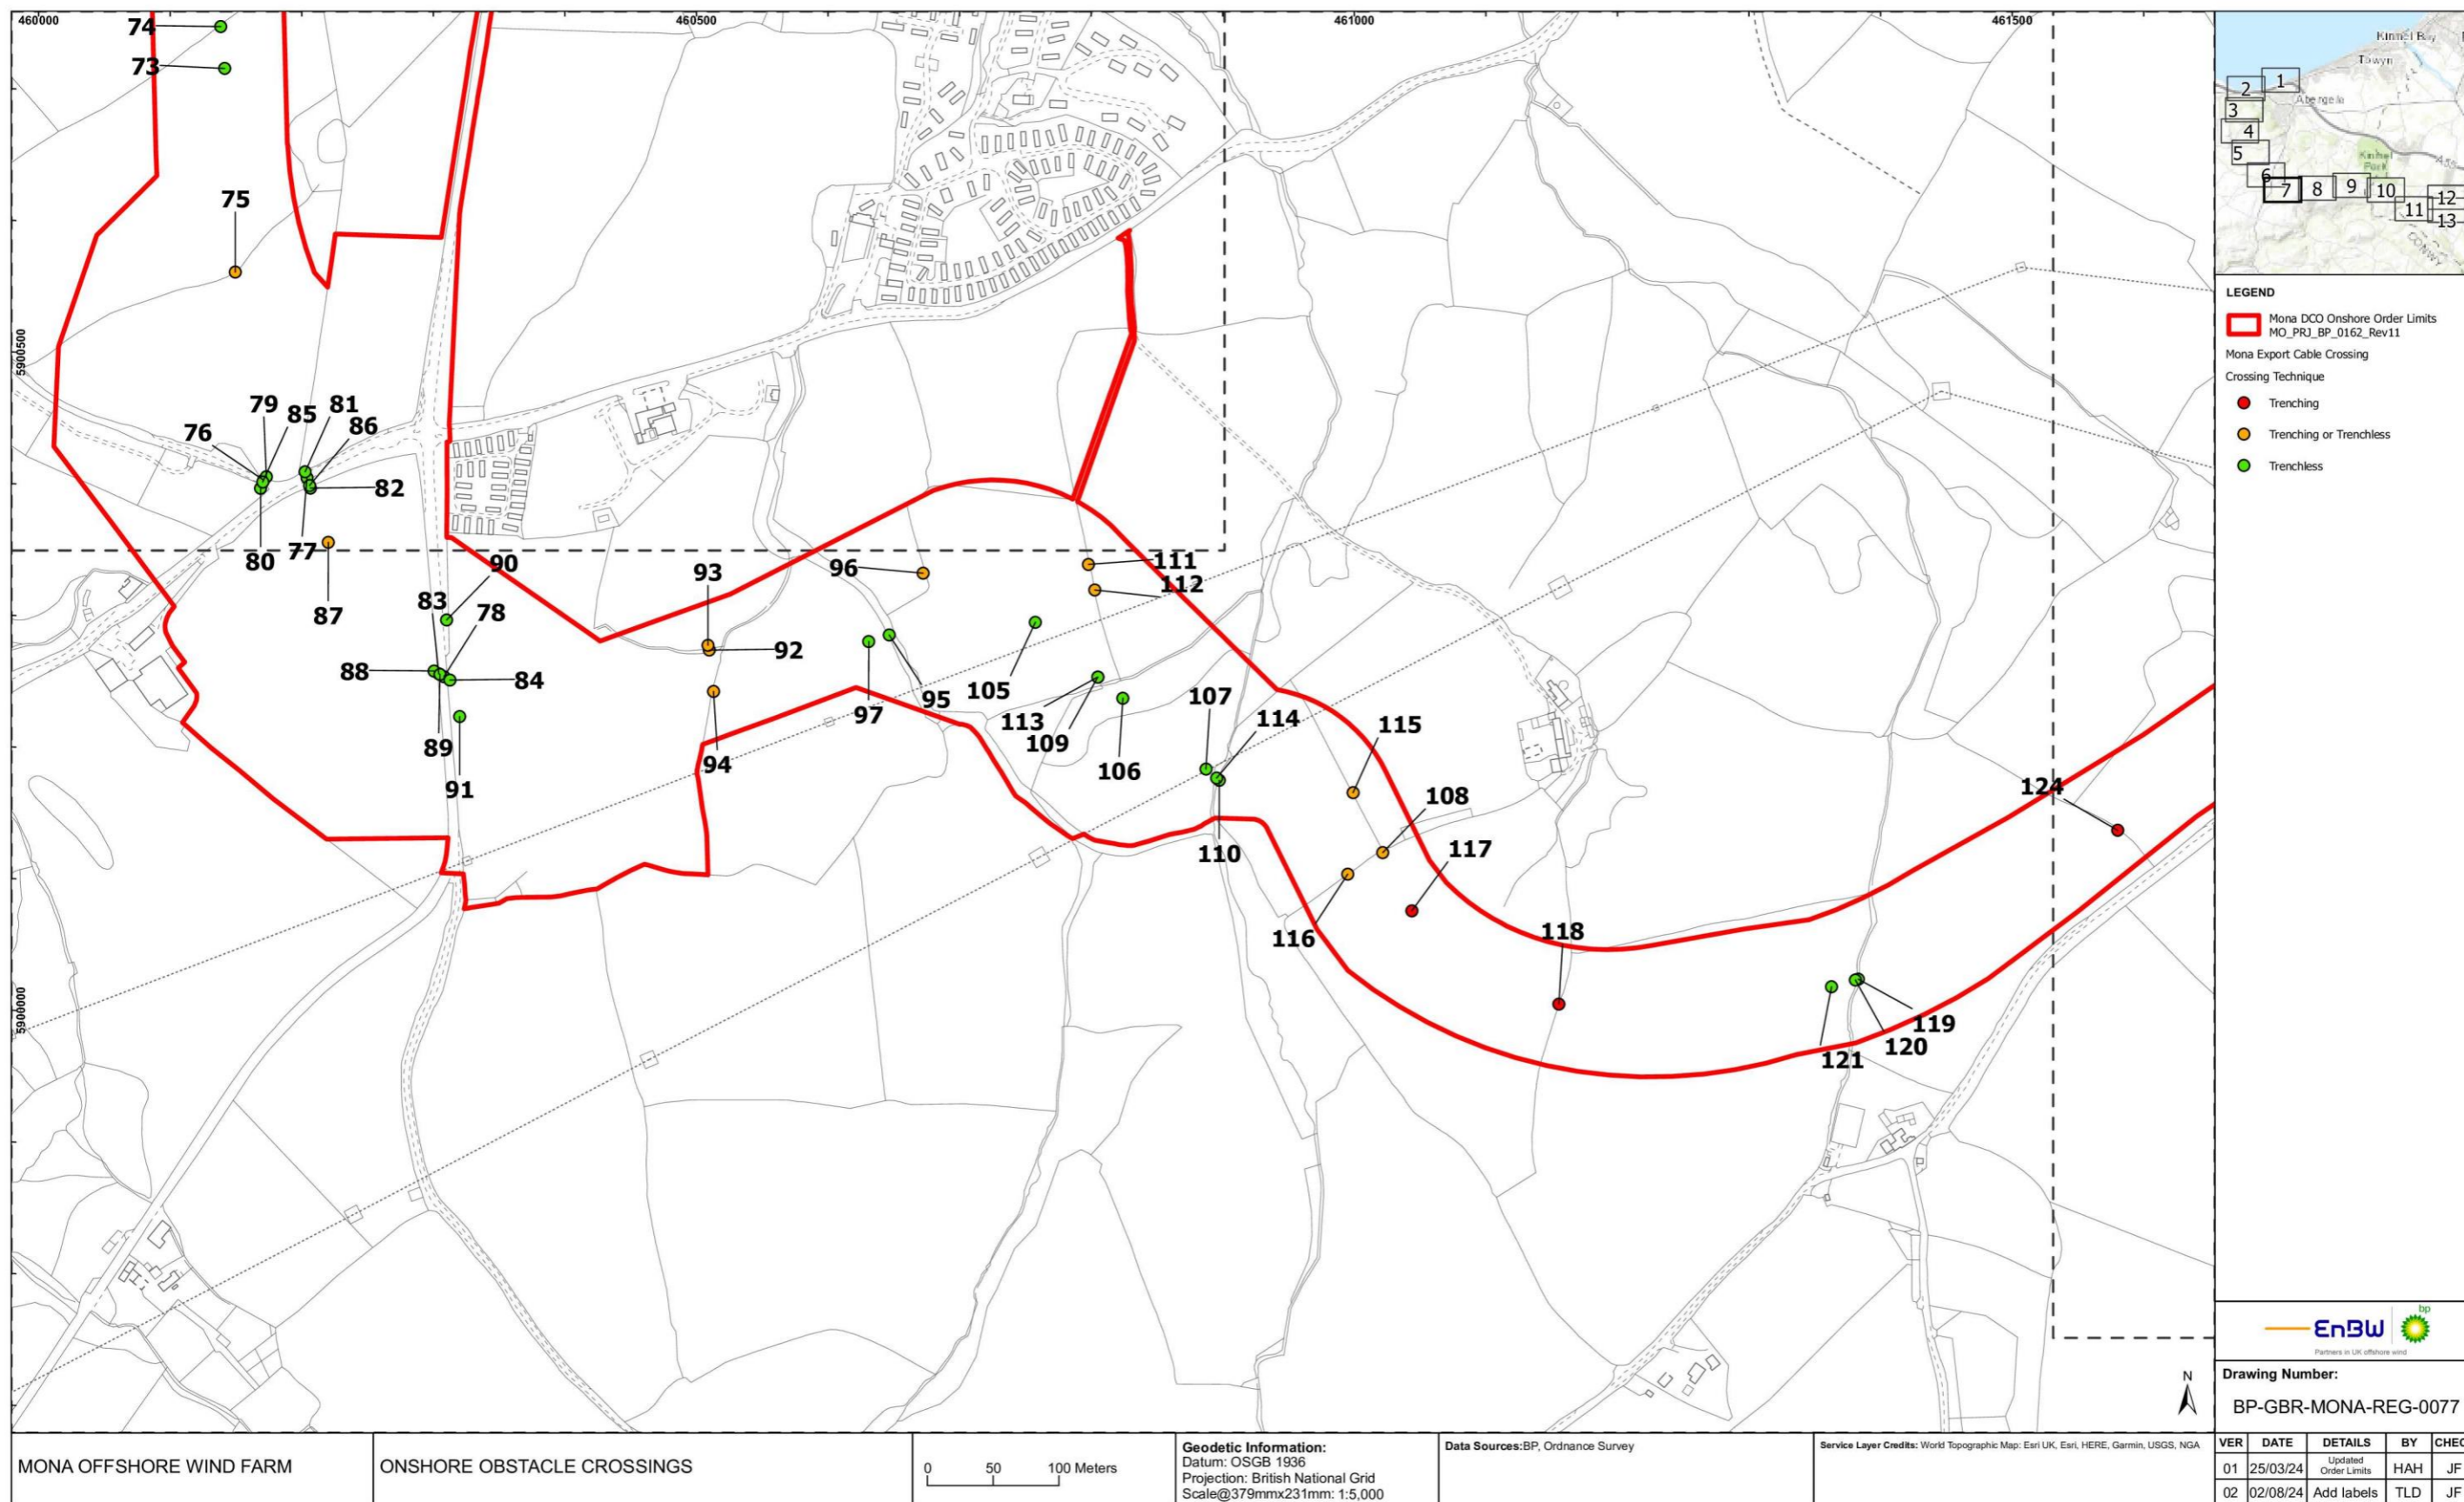 460000
460500
461000
461500
5900500
5900000
74
73
75
79
85
81
86
76
82
80
77
87
90
83
78
88
84
89
91
93
92
94
96
97
95
105
111
112
113
109
106
107
114
110
115
108
116
117
118
124
119
120
121
Kinmel Bay
Towyn
Abergele
Kinmel
Park
A55
CONWY
1
2
3
4
5
6
7
8
9
10
11
12
13
LEGEND
Mona DCO Onshore Order Limits
MO_PRJ_BP_0162_Rev11
Mona Export Cable Crossing
Crossing Technique
Trenching
Trenching or Trenchless
Trenchless
EnBW
bp
Partners in UK offshore wind
Drawing Number:
BP-GBR-MONA-REG-0077
N
MONA OFFSHORE WIND FARM
ONSHORE OBSTACLE CROSSINGS
0 50 100 Meters
Geodetic Information:
Datum: OSGB 1936
Projection: British National Grid
Scale@379mmx231mm: 1:5,000
Data Sources:BP, Ordnance Survey
Service Layer Credits: World Topographic Map: Esri UK, Esri, HERE, Garmin, USGS, NGA
VER DATE DETAILS BY CHEC
01 25/03/24 Updated Order Limits HAH JF
02 02/08/24 Add labels TLD JF